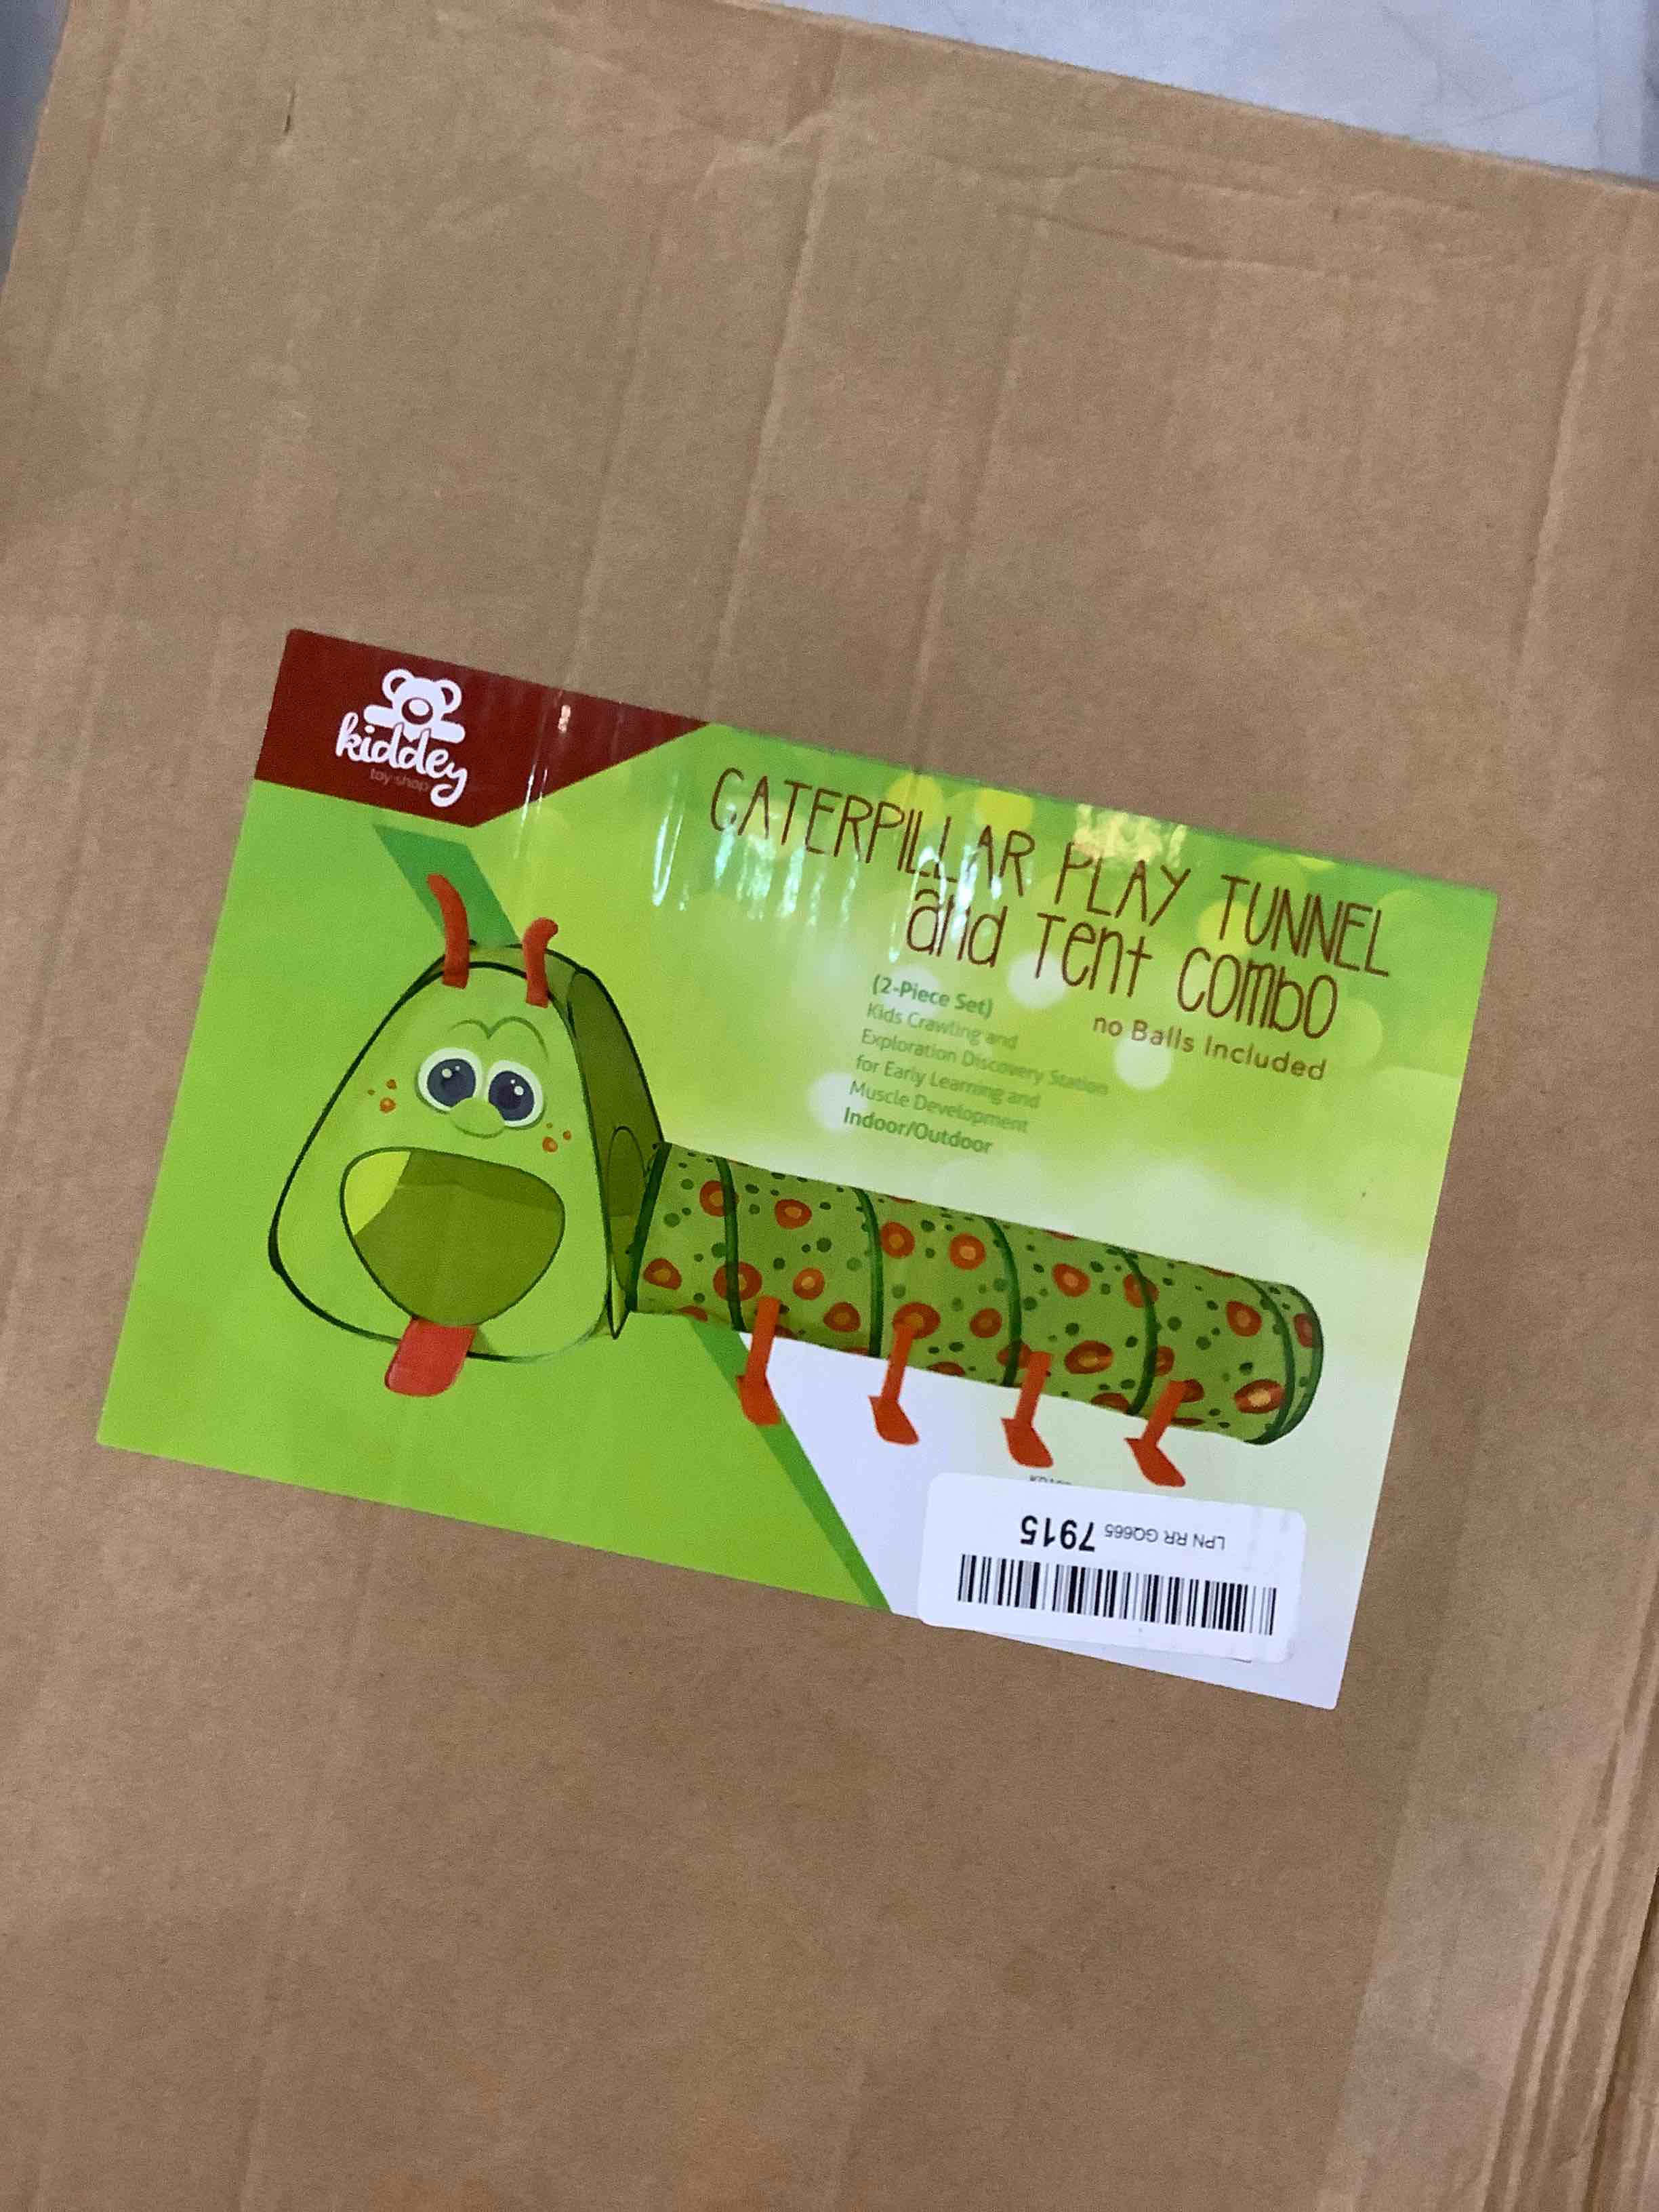 kiddey
toy shop
CATERPILLAR PLAY TUNNEL
and Tent combo
no Balls Included
(2-Piece Set)
Kids Crawling and
Exploration Discovery Station
for Early Learning and
Muscle Development
Indoor/Outdoor
LPN RR GQ665 7915